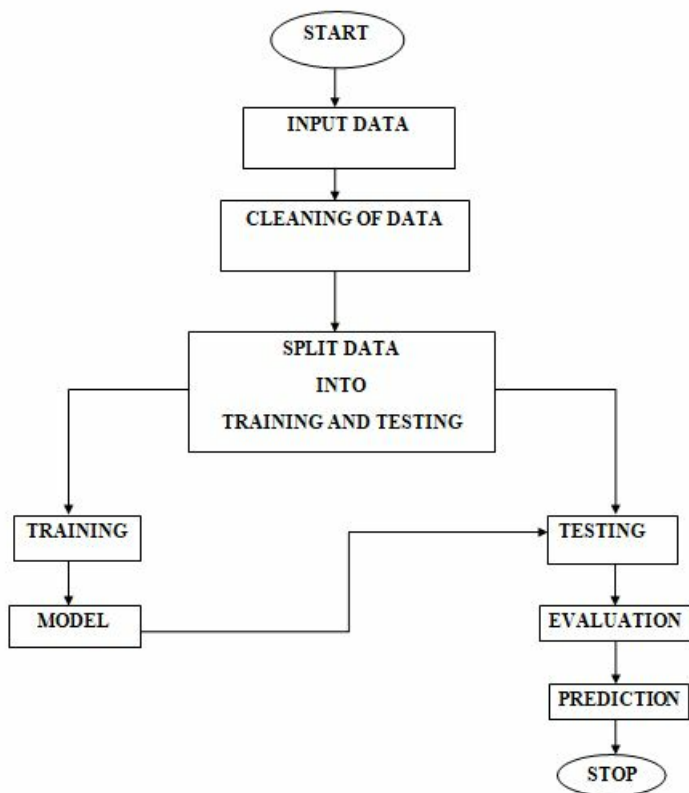 START
INPUT DATA
CLEANING OF DATA
SPLIT DATA
INTO
TRAINING AND TESTING
TRAINING
TESTING
MODEL
EVALUATION
PREDICTION
STOP